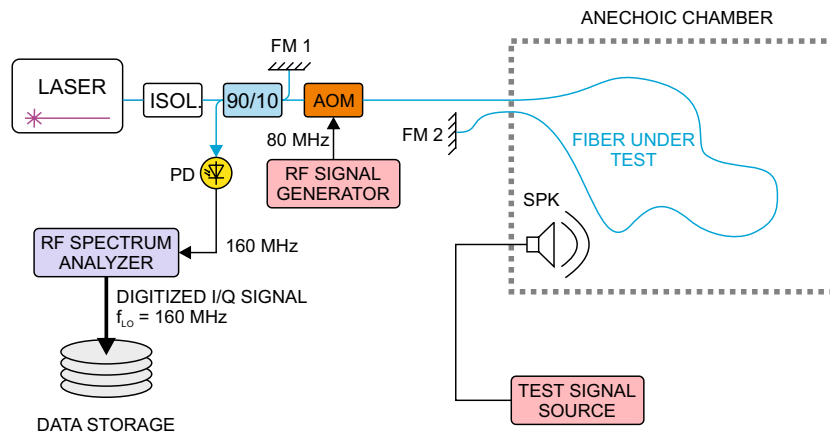 ANECHOIC CHAMBER
FM 1
LASER
ISOL.
90/10
AOM
FM 2
80 MHz
FIBER UNDER
TEST
PD
RF SIGNAL
GENERATOR
SPK
RF SPECTRUM
ANALYZER
160 MHz
DIGITIZED I/Q SIGNAL
fLO = 160 MHz
TEST SIGNAL
SOURCE
DATA STORAGE